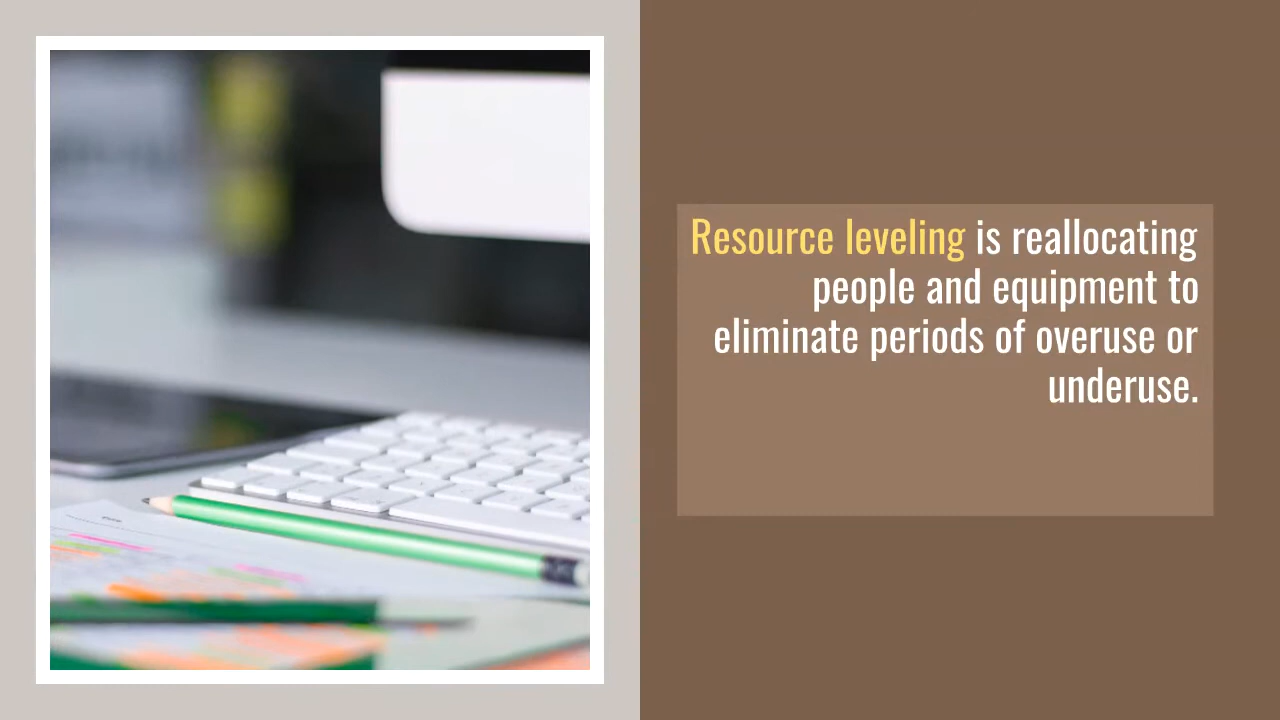 Resource leveling is reallocating
people and equipment to
eliminate periods of overuse or
underuse.